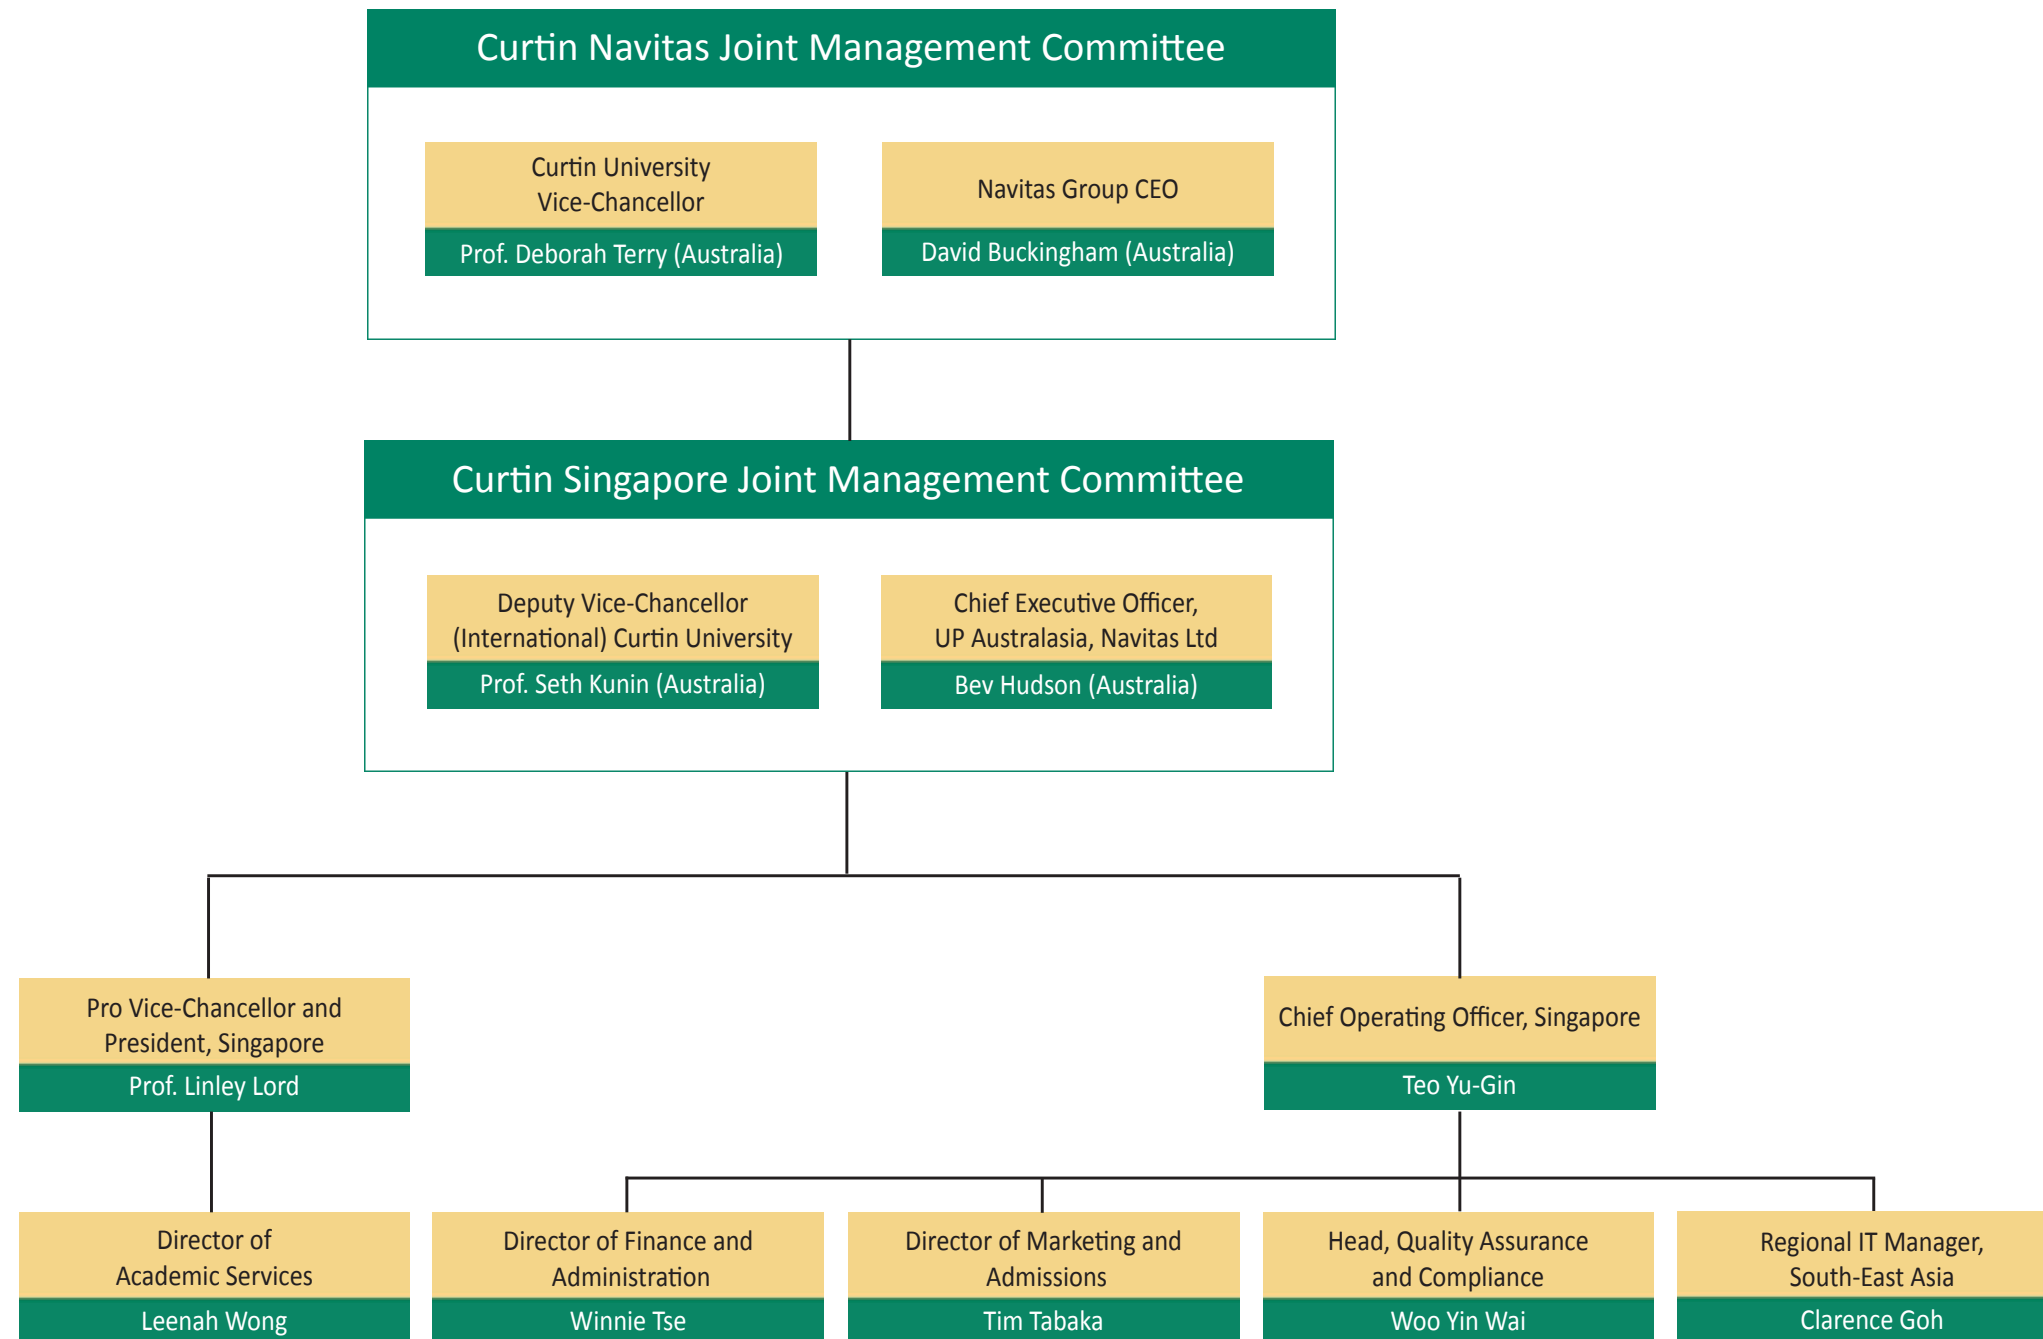 Curtin Navitas Joint Management Committee
Curtin University
Vice-Chancellor
Prof. Deborah Terry (Australia)
Navitas Group CEO
David Buckingham (Australia)
Curtin Singapore Joint Management Committee
Deputy Vice-Chancellor
(International) Curtin University
Prof. Seth Kunin (Australia)
Chief Executive Officer,
UP Australasia, Navitas Ltd
Bev Hudson (Australia)
Pro Vice-Chancellor and
President, Singapore
Prof. Linley Lord
Chief Operating Officer, Singapore
Teo Yu-Gin
Director of
Academic Services
Leenah Wong
Director of Finance and
Administration
Winnie Tse
Director of Marketing and
Admissions
Tim Tabaka
Head, Quality Assurance
and Compliance
Woo Yin Wai
Regional IT Manager,
South-East Asia
Clarence Goh